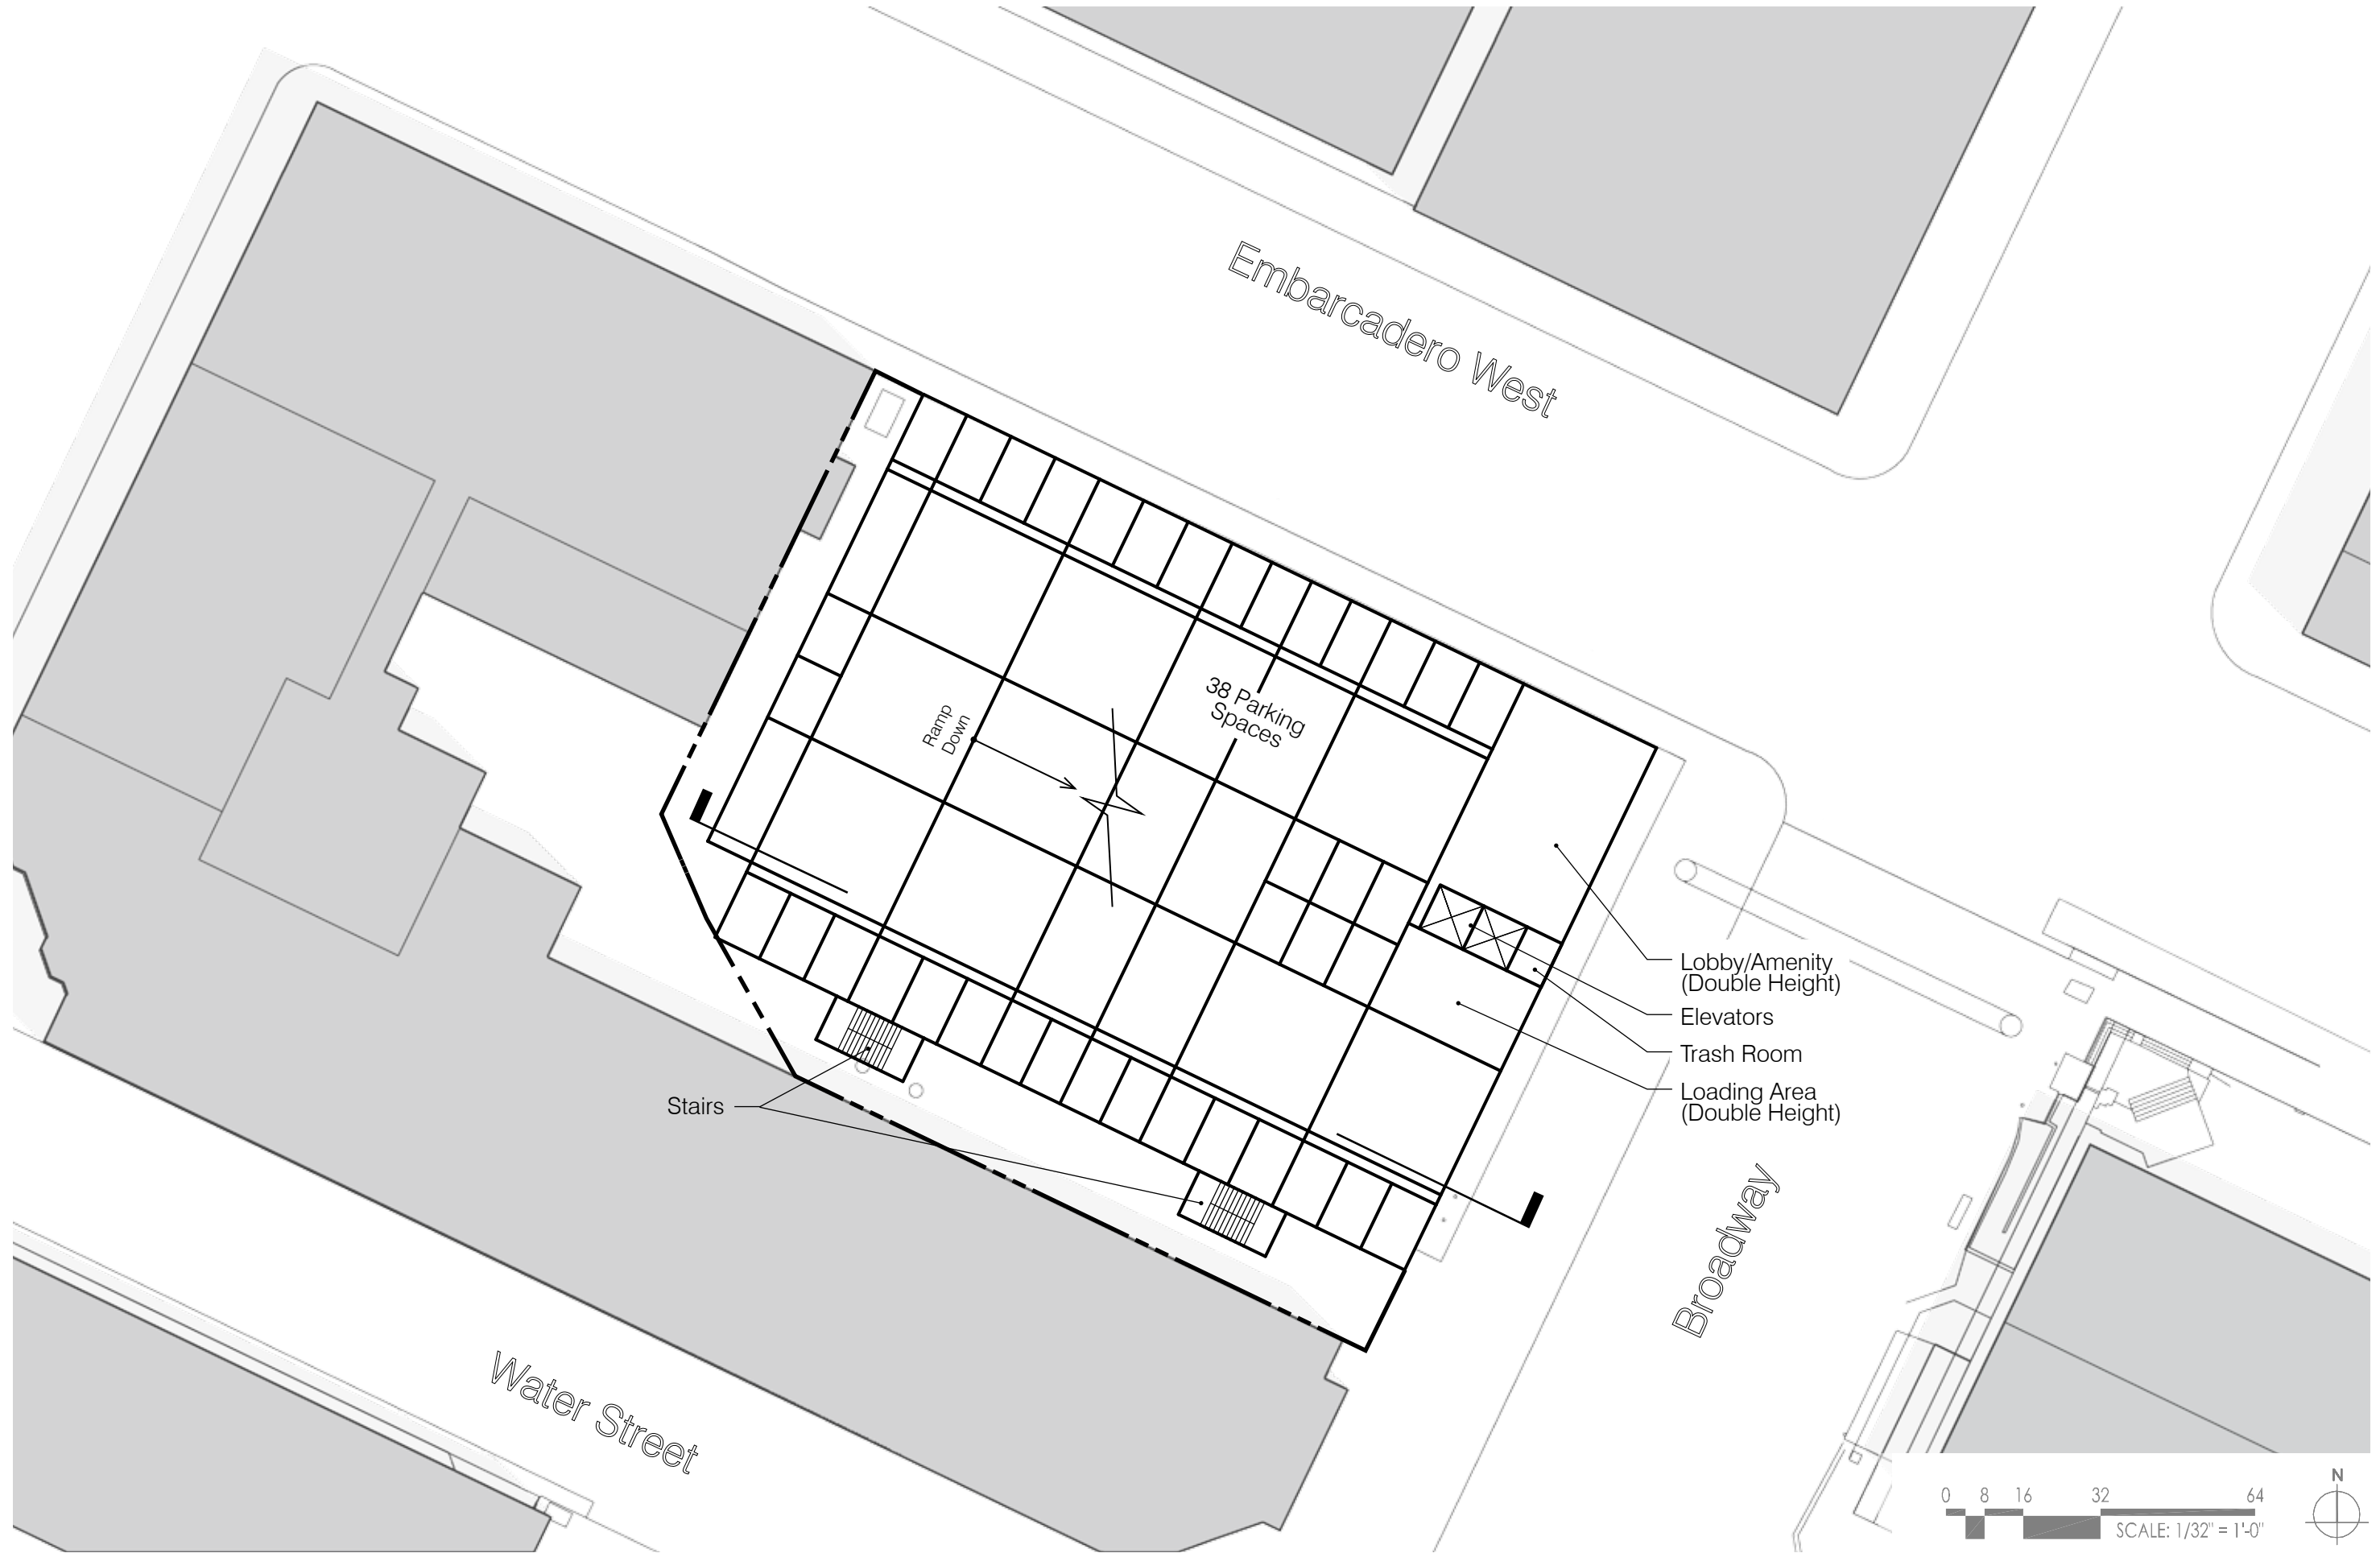 Embarcadero West
38 Parking
Spaces
Ramp
Down
Lobby/Amenity
(Double Height)
Elevators
Trash Room
Loading Area
(Double Height)
Stairs
Broadway
Water Street
N
0 8 16 32 64
SCALE: 1/32" = 1'-0"